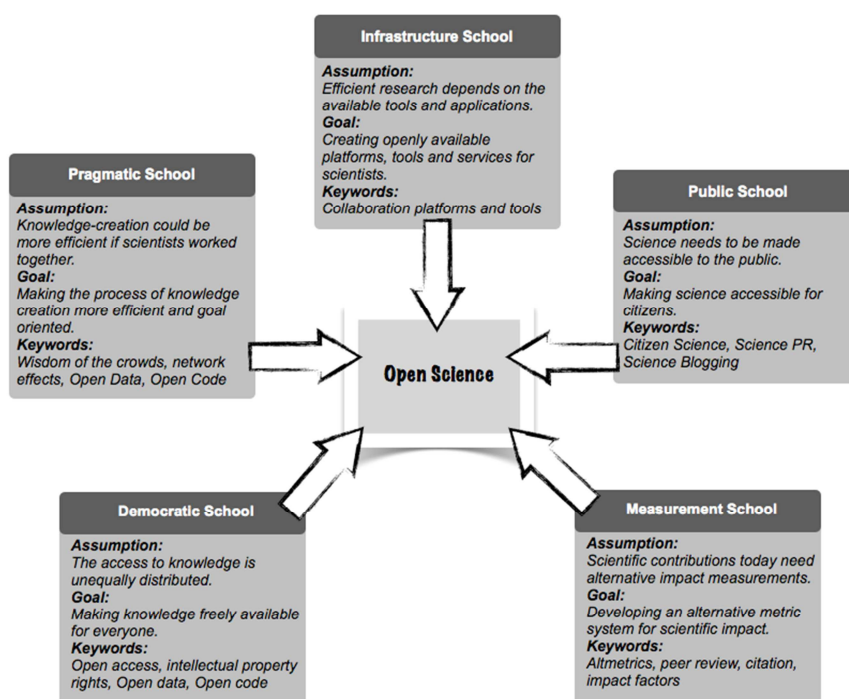 Infrastructure School
Assumption:
Efficient research depends on the
available tools and applications.
Goal:
Creating openly available
platforms, tools and services for
scientists.
Keywords:
Collaboration platforms and tools
Pragmatic School
Assumption:
Knowledge-creation could be
more efficient if scientists worked
together.
Goal:
Making the process of knowledge
creation more efficient and goal
oriented.
Keywords:
Wisdom of the crowds, network
effects, Open Data, Open Code
Public School
Assumption:
Science needs to be made
accessible to the public.
Goal:
Making science accessible for
citizens.
Keywords:
Citizen Science, Science PR,
Science Blogging
Open Science
Democratic School
Assumption:
The access to knowledge is
unequally distributed.
Goal:
Making knowledge freely available
for everyone.
Keywords:
Open access, intellectual property
rights, Open data, Open code
Measurement School
Assumption:
Scientific contributions today need
alternative impact measurements.
Goal:
Developing an alternative metric
system for scientific impact.
Keywords:
Altmetrics, peer review, citation,
impact factors